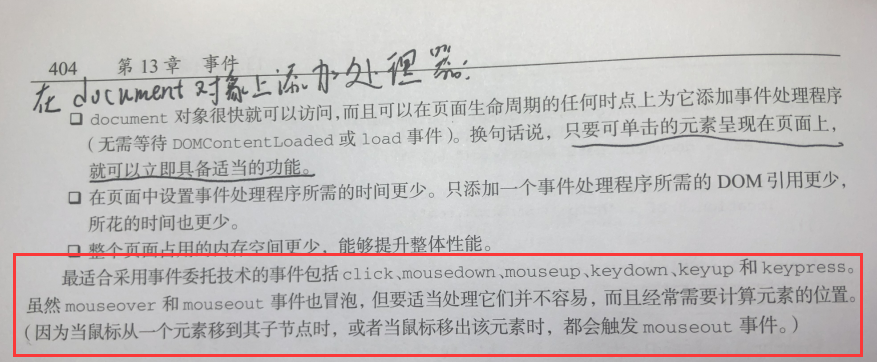 404 第 13 章 事件
在 document 对象上添加处理器:
❑ document 对象很快就可以访问,而且可以在页面生命周期的任何时点上为它添加事件处理程序
(无需等待 DOMContentLoaded 或 load 事件)。换句话说,只要可单击的元素呈现在页面上,
就可以立即具备适当的功能。
❑ 在页面中设置事件处理程序所需的时间更少。只添加一个事件处理程序所需的 DOM 引用更少,
所花的时间也更少。
❑ 整个页面占用的内存空间更少,能够提升整体性能。
最适合采用事件委托技术的事件包括 click、mousedown、mouseup、keydown、keyup 和 keypress。
虽然 mouseover 和 mouseout 事件也冒泡,但要适当处理它们并不容易,而且经常需要计算元素的位置。
(因为当鼠标从一个元素移到其子节点时,或者当鼠标移出该元素时,都会触发 mouseout 事件。)